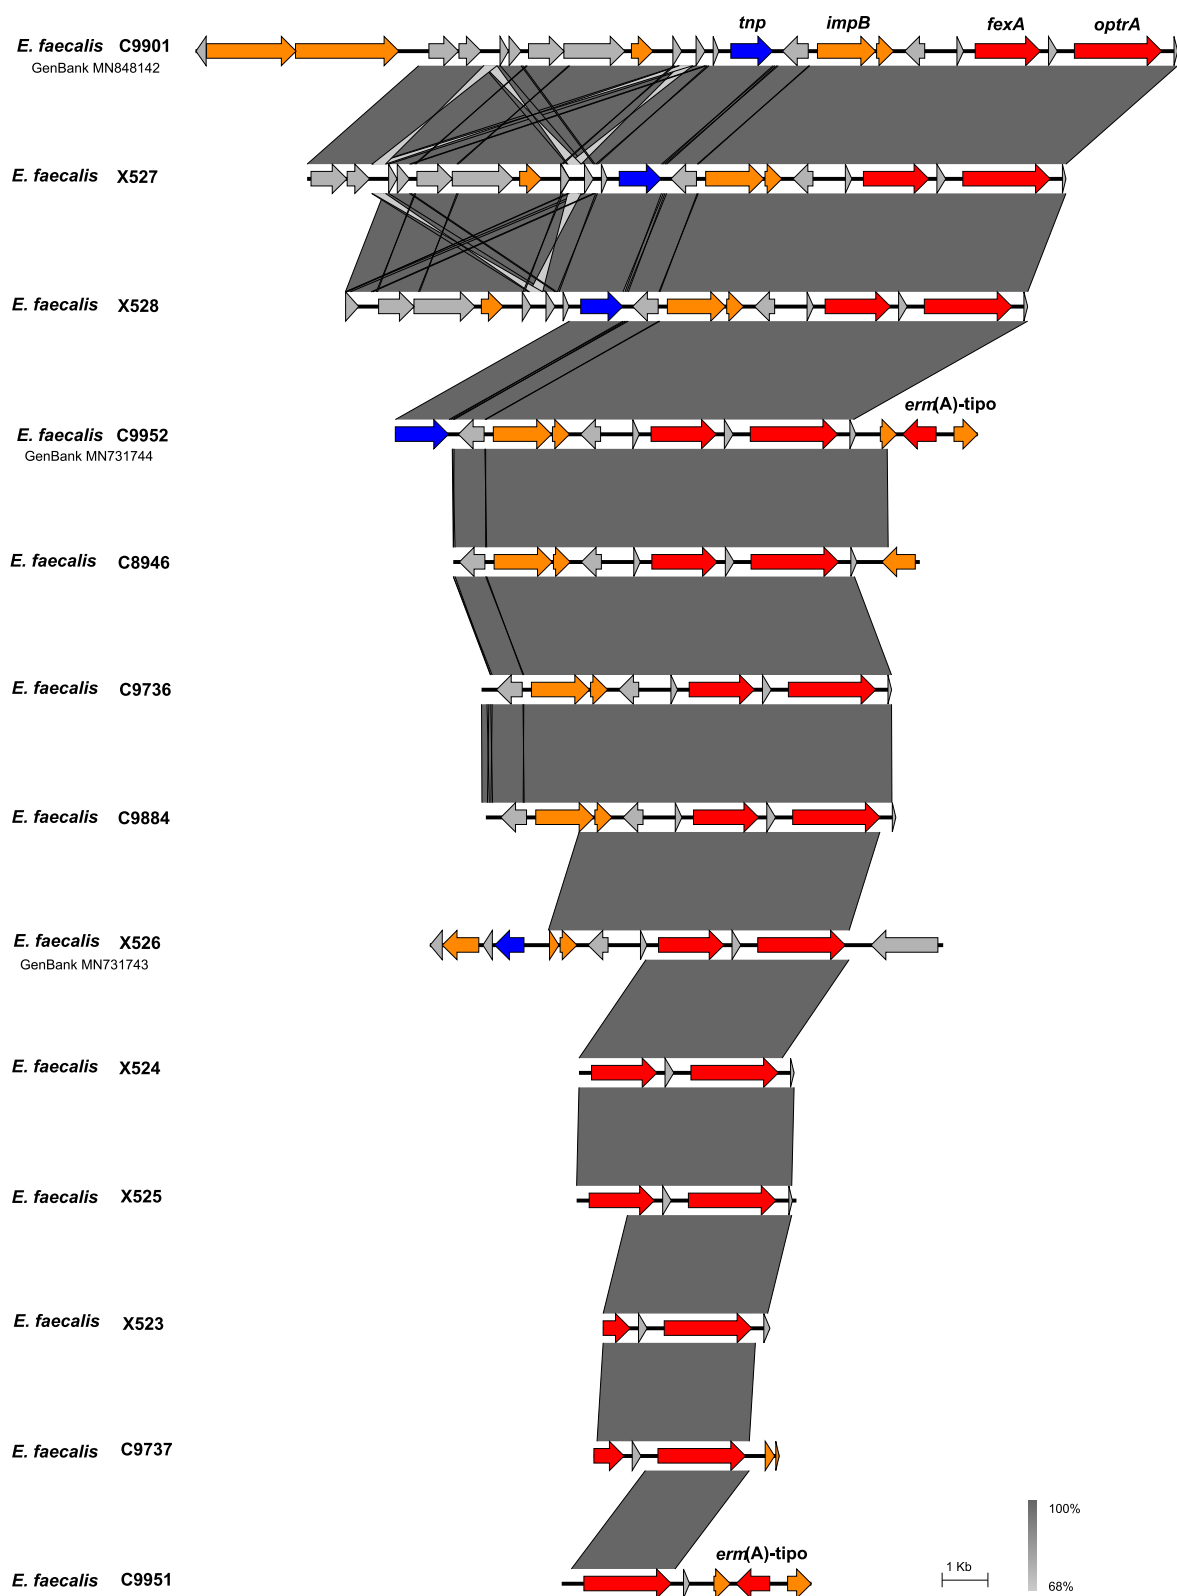 tnp impB fexA optrA
E. faecalis C9901
GenBank MN848142
E. faecalis X527
E. faecalis X528
erm(A)-tipo
E. faecalis C9952
GenBank MN731744
E. faecalis C8946
E. faecalis C9736
E. faecalis C9884
E. faecalis X526
GenBank MN731743
E. faecalis X524
E. faecalis X525
E. faecalis X523
E. faecalis C9737
100%
erm(A)-tipo
1 Kb
E. faecalis C9951
68%